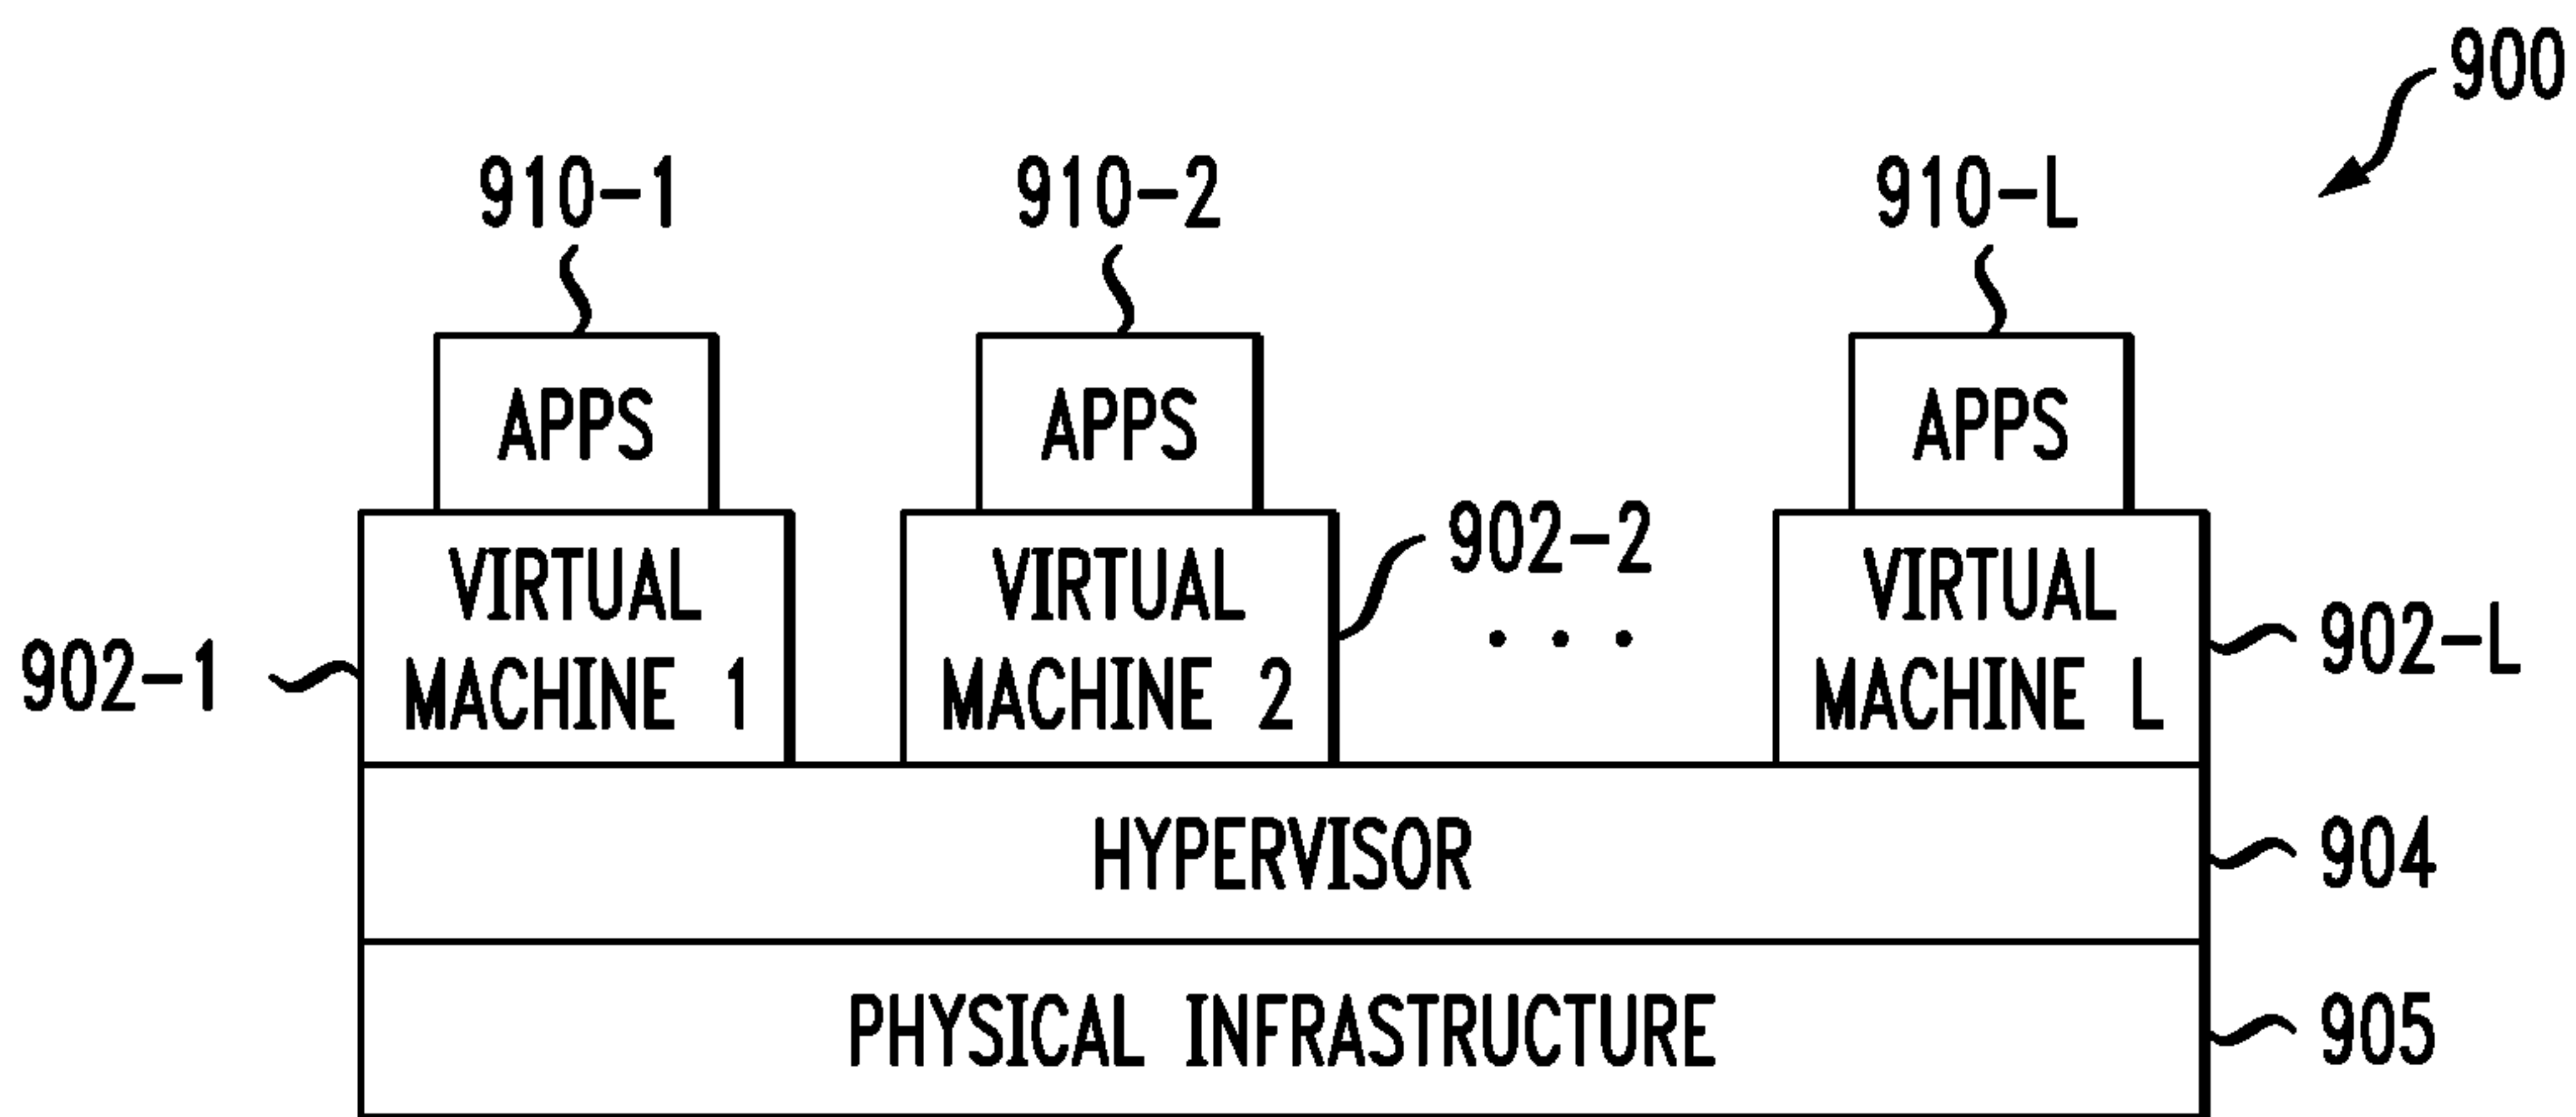 900
910-1
910-2
910-L
APPS
APPS
APPS
902-2
VIRTUAL
MACHINE 1
VIRTUAL
MACHINE 2
. . .
VIRTUAL
MACHINE L
902-1
902-L
HYPERVISOR
904
PHYSICAL INFRASTRUCTURE
905